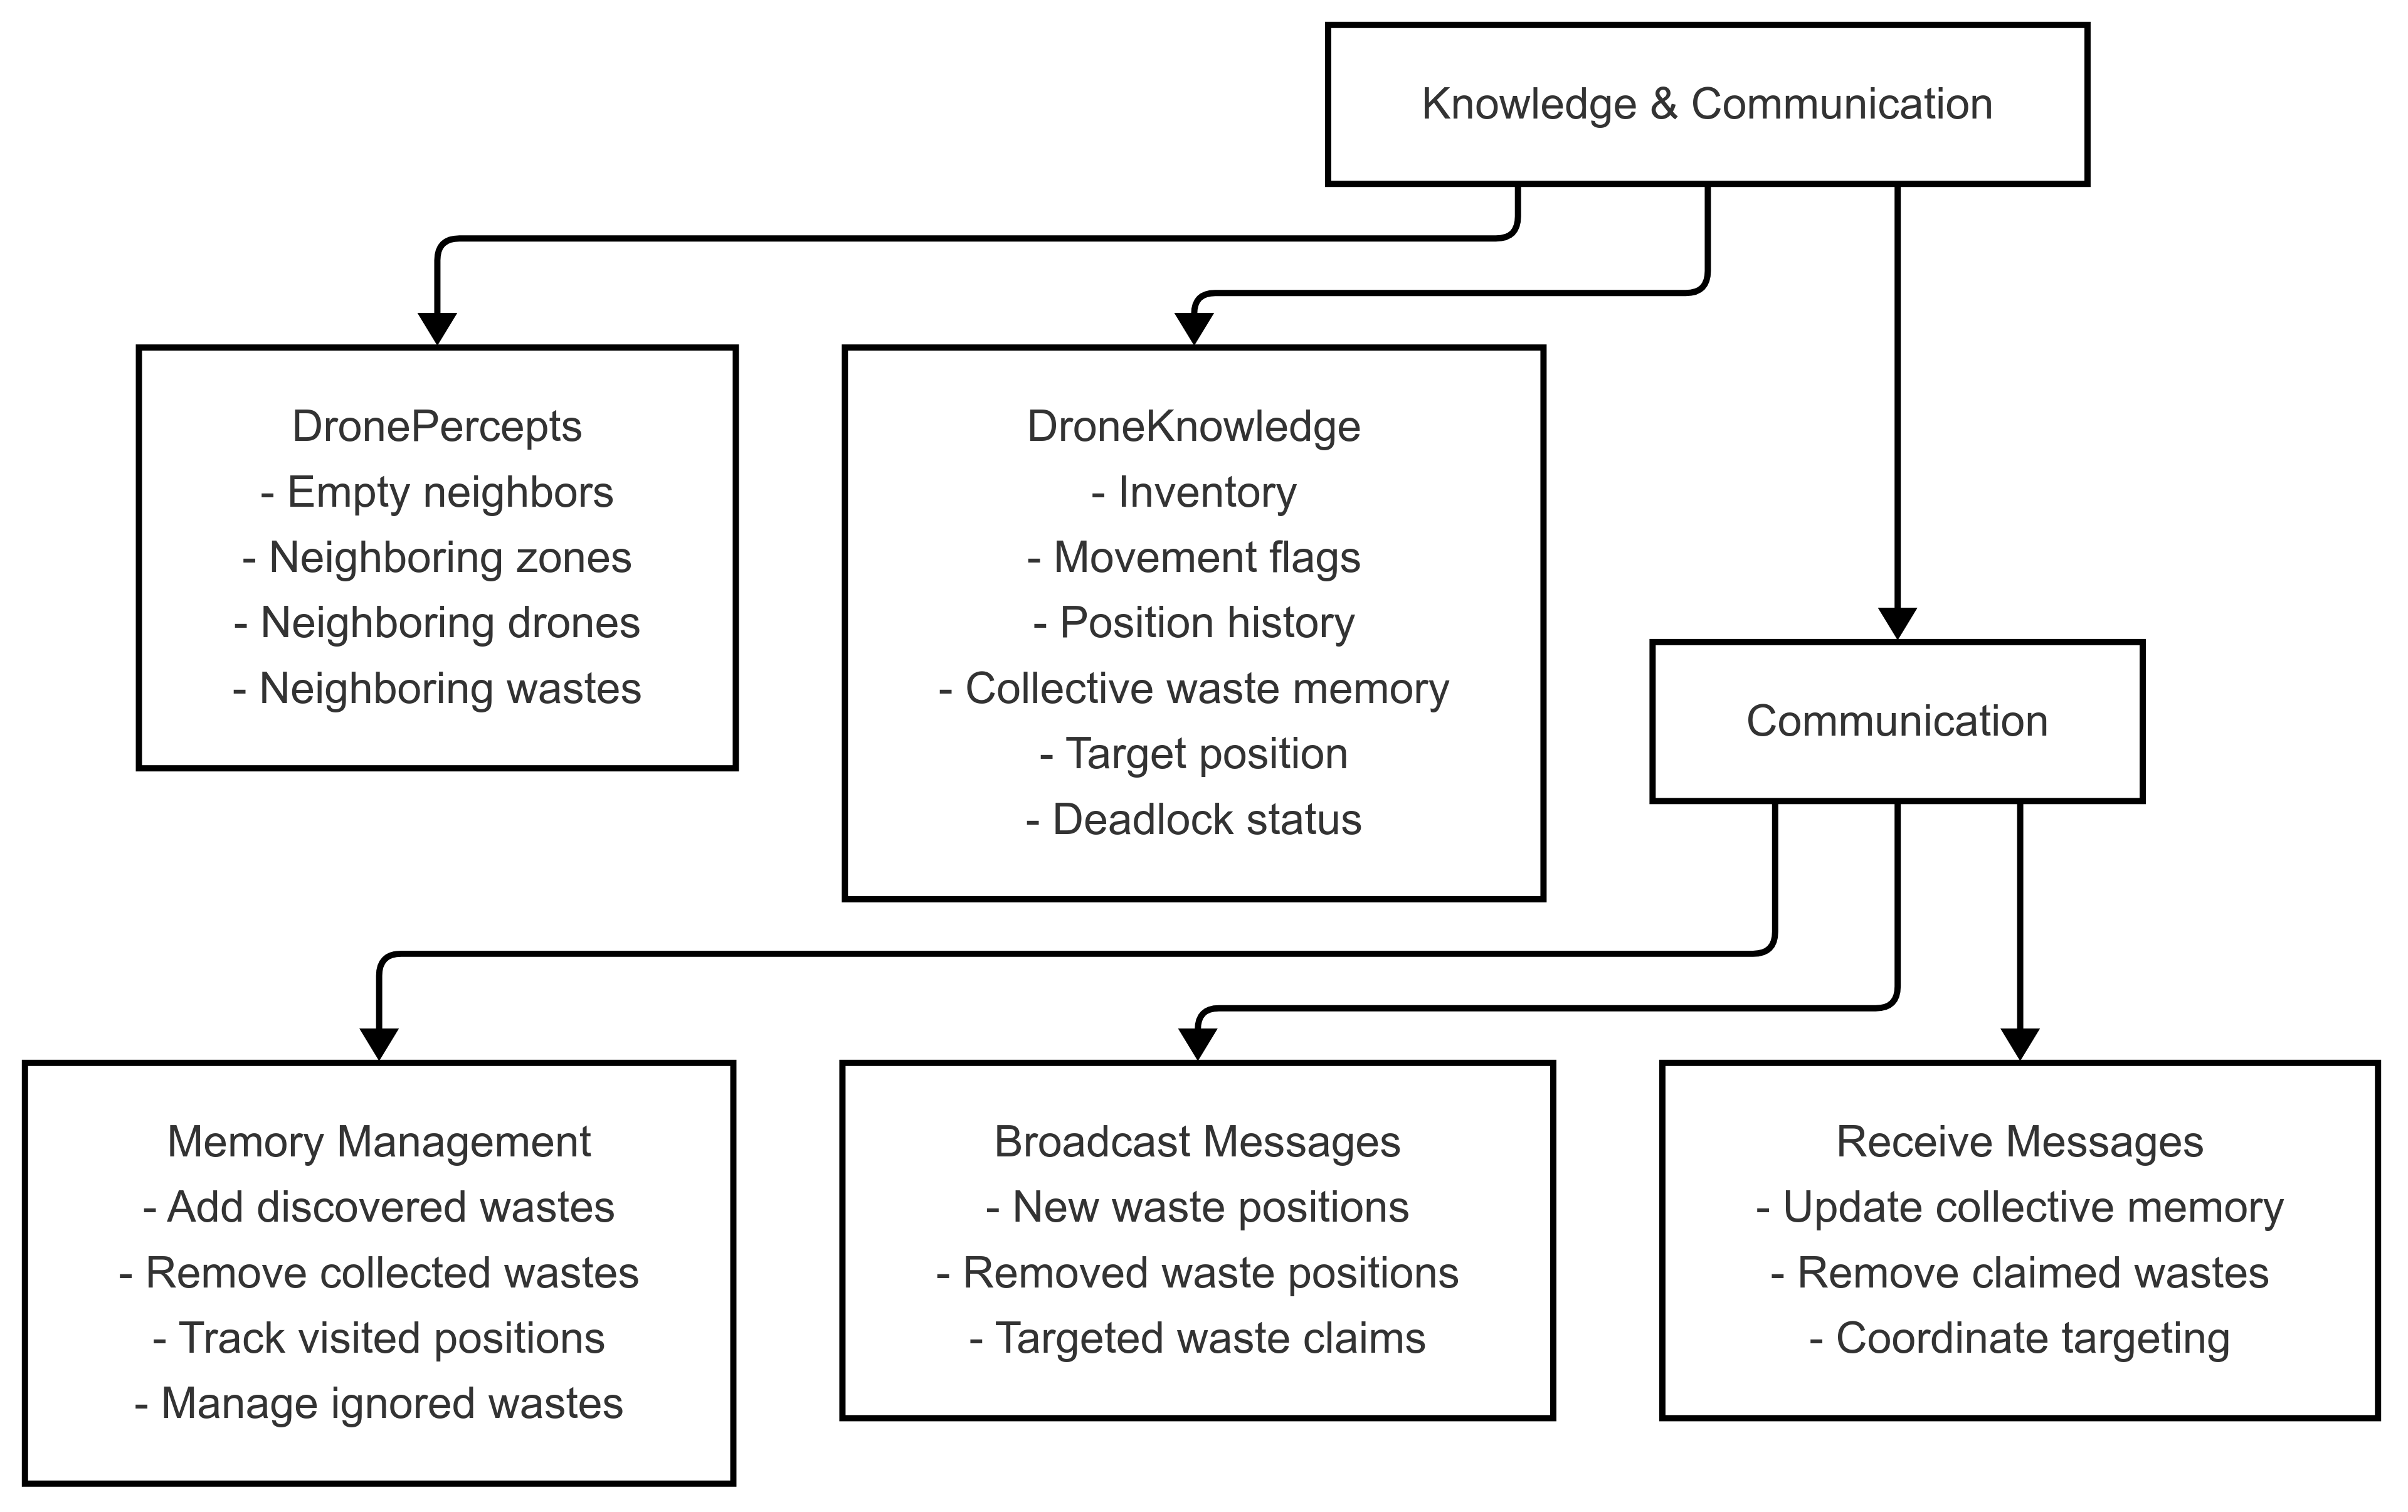 Knowledge & Communication
DronePercepts
- Empty neighbors
- Neighboring zones
- Neighboring drones
- Neighboring wastes
DroneKnowledge
- Inventory
- Movement flags
- Position history
- Collective waste memory
- Target position
- Deadlock status
Communication
Memory Management
- Add discovered wastes
- Remove collected wastes
- Track visited positions
- Manage ignored wastes
Broadcast Messages
- New waste positions
- Removed waste positions
- Targeted waste claims
Receive Messages
- Update collective memory
- Remove claimed wastes
- Coordinate targeting